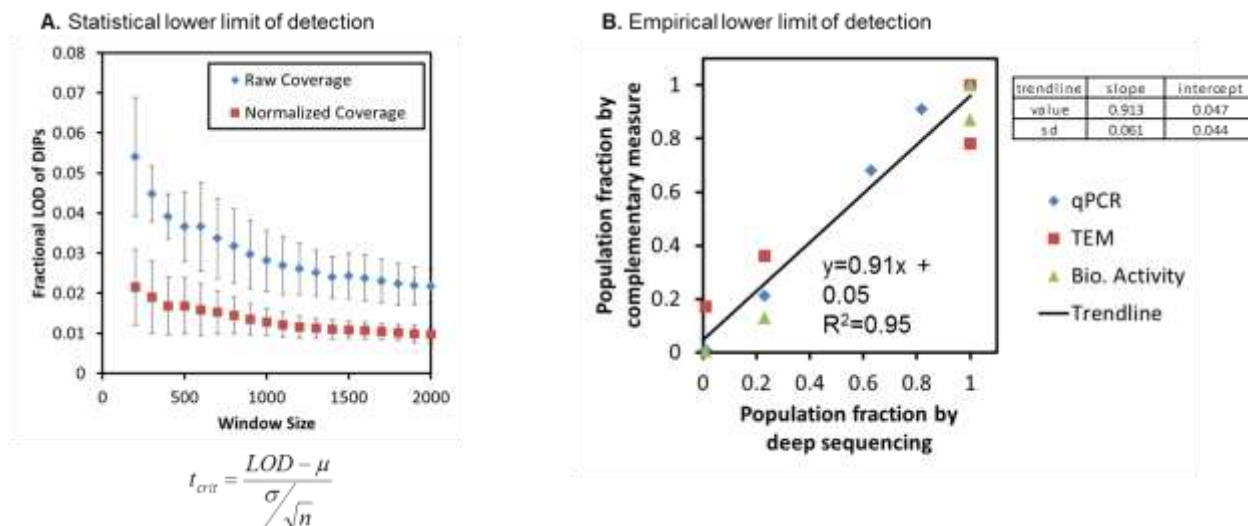 A. Statistical lower limit of detection
0.08
0.07
0.06
0.05
0.04
0.03
0.02
0.01
0
Fractional LOD of DIPs
Raw Coverage
Normalized Coverage
0 500 1000 1500 2000
Window Size
t_crit = (LOD − μ) / (σ/√n)
B. Empirical lower limit of detection
1
0.8
0.6
0.4
0.2
0
Population fraction by
complementary measure
y=0.91x +
0.05
R²=0.95
0 0.2 0.4 0.6 0.8 1
Population fraction by
deep sequencing
trendline slope intercept
value 0.913 0.047
sd 0.061 0.044
qPCR
TEM
Bio. Activity
Trendline